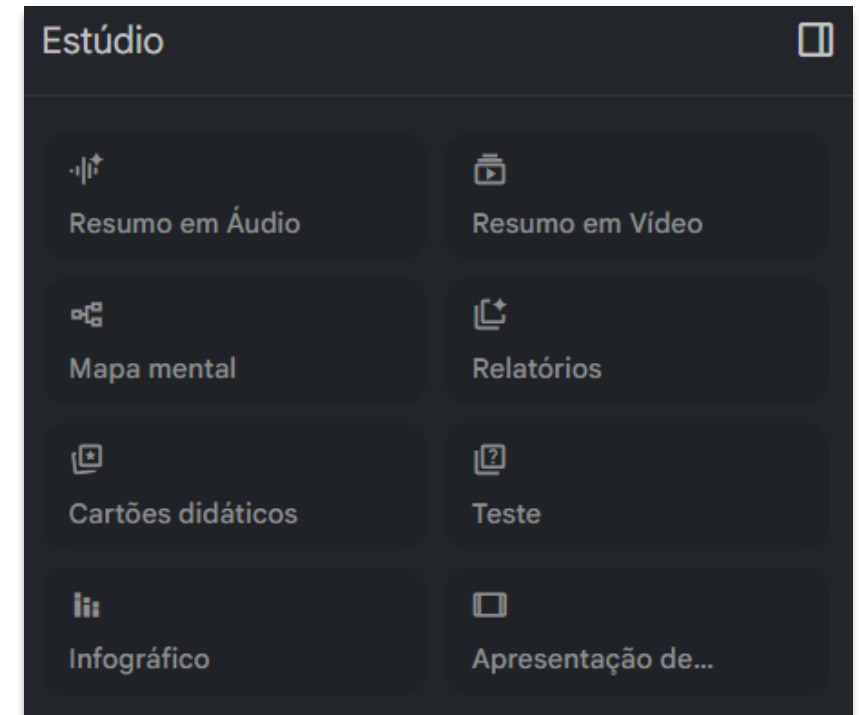 Estúdio
Resumo em Áudio
Resumo em Vídeo
Mapa mental
Relatórios
Cartões didáticos
Teste
Infográfico
Apresentação de...